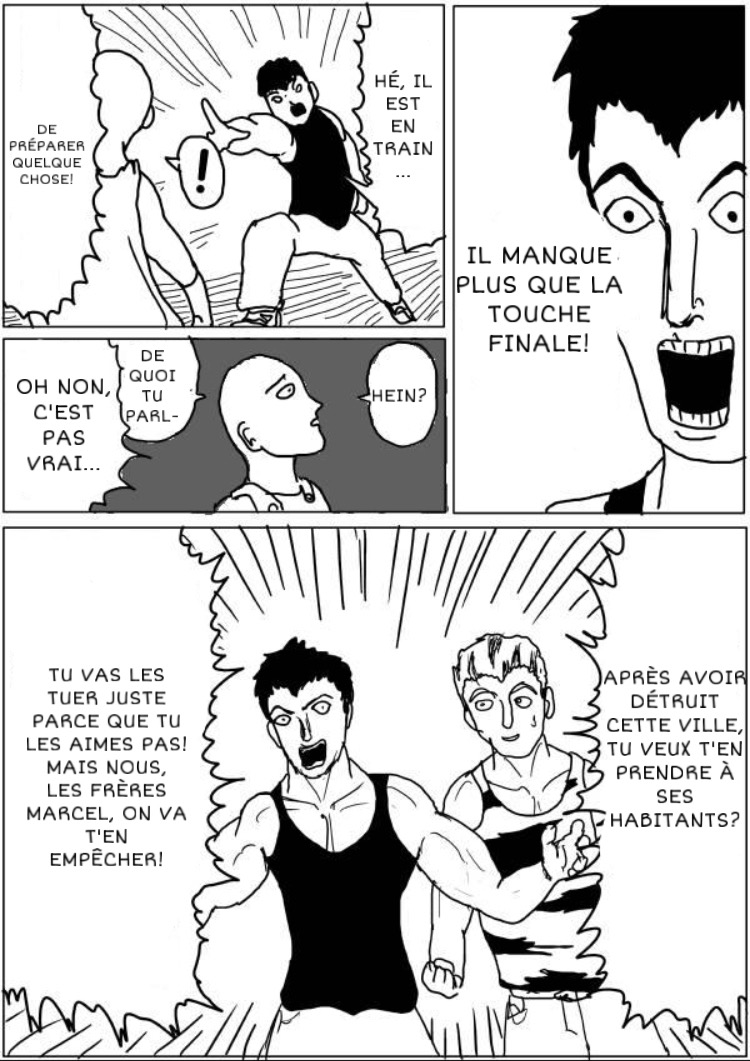 IL MANQUE
PLUS QUE LA
TOUCHE
FINALE!
HÉ, IL
EST
EN
TRAIN
...
!
DE
PRÉPARER
QUELQUE
CHOSE!
HEIN?
DE
QUOI
TU
PARL-
OH NON,
C'EST
PAS
VRAI...
APRÈS AVOIR
DÉTRUIT
CETTE VILLE,
TU VEUX T'EN
PRENDRE À
SES
HABITANTS?
TU VAS LES
TUER JUSTE
PARCE QUE TU
LES AIMES PAS!
MAIS NOUS,
LES FRÈRES
MARCEL, ON VA
T'EN
EMPÊCHER!